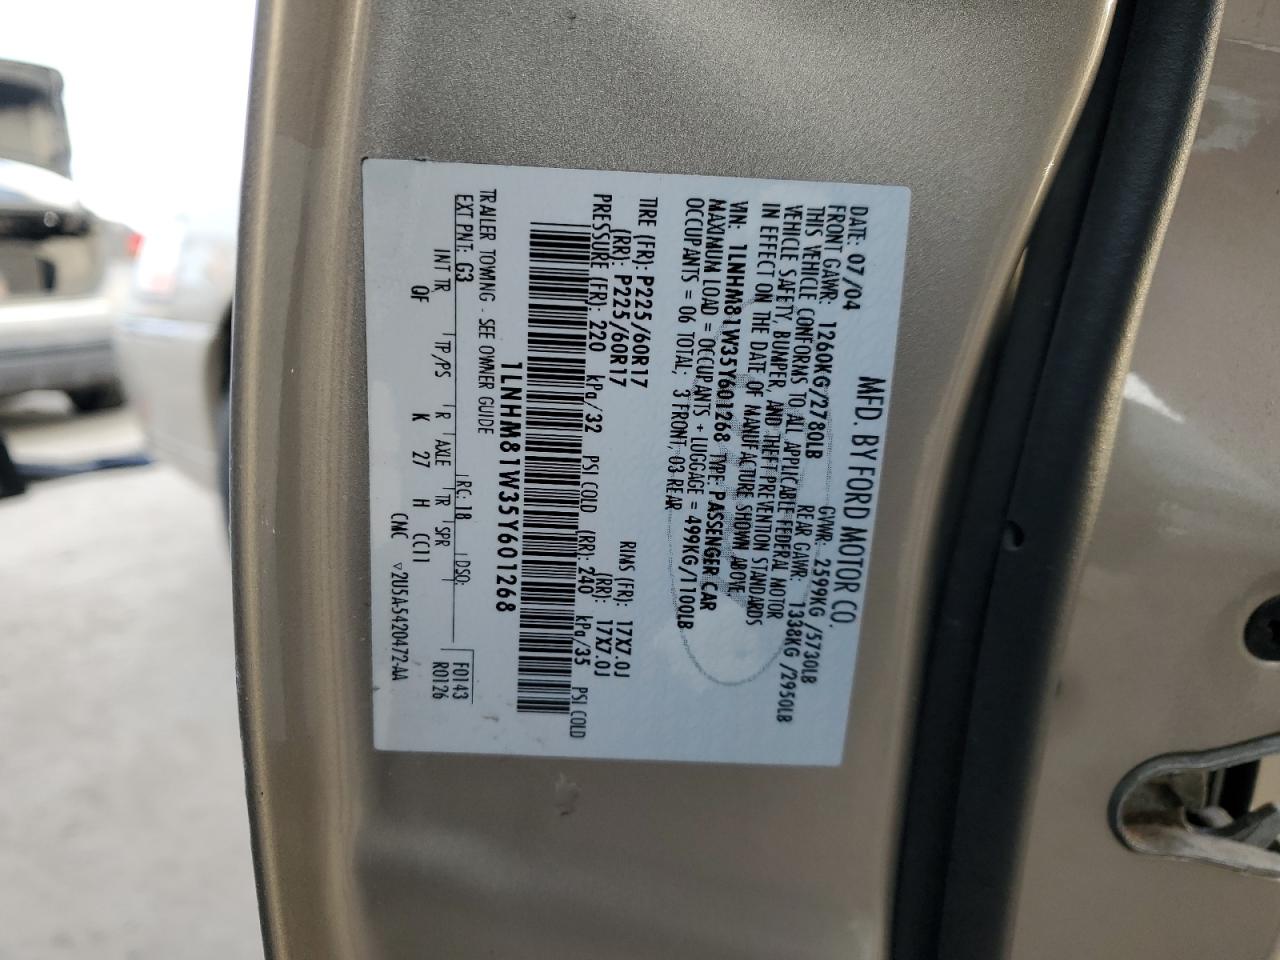 MFD. BY FORD MOTOR CO.
DATE: 07/04 GVWR: 2599KG/5730LB
FRONT GAWR: 1260KG/2780LB REAR GAWR: 1338KG/2950LB
THIS VEHICLE CONFORMS TO ALL APPLICABLE FEDERAL MOTOR
VEHICLE SAFETY, BUMPER, AND THEFT PREVENTION STANDARDS
IN EFFECT ON THE DATE OF MANUFACTURE SHOWN ABOVE.
VIN: 1LNHM81W35Y601268 TYPE: PASSENGER CAR
MAXIMUM LOAD = OCCUPANTS + LUGGAGE = 499KG/1100LB
OCCUPANTS = 06 TOTAL; 3 FRONT, 03 REAR
TIRE (FR): P225/60R17 RIMS (FR): 17X7.0J
(RR): P225/60R17 (RR): 17X7.0J
PRESSURE (FR): 220 kPa/32 PSI COLD (RR): 240 kPa/35 PSI COLD
1LNHM81W35Y601268
TRAILER TOWING - SEE OWNER GUIDE
EXT PNT: G3 RC: 18 DSO: F0143
R0126
INT TR TP/PS R AXLE TR SPR
QF K 27 H CC11
CNC ▽2U5A-5420472-AA